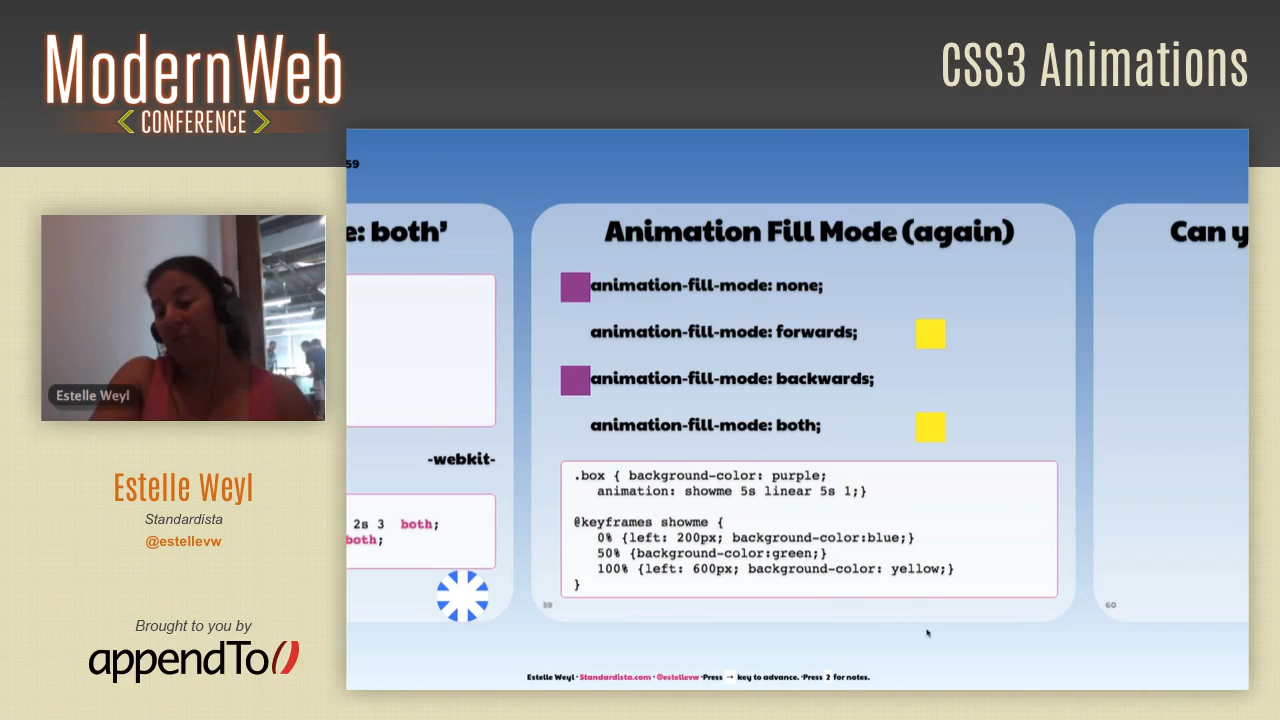 ModernWeb
CONFERENCE
CSS3 Animations
59
e: both’
Animation Fill Mode (again)
Can y
animation-fill-mode: none;
animation-fill-mode: forwards;
animation-fill-mode: backwards;
animation-fill-mode: both;
-webkit-
2s 3 both;
both;
.box { background-color: purple;
animation: showme 5s linear 5s 1;}
@keyframes showme {
0% {left: 200px; background-color:blue;}
50% {background-color:green;}
100% {left: 600px; background-color: yellow;}
}
59
60
Estelle Weyl
Estelle Weyl
Standardista
@estellevw
Brought to you by
appendTo()
Estelle Weyl · Standardista.com · @estellevw ·Press → key to advance. ·Press 2 for notes.